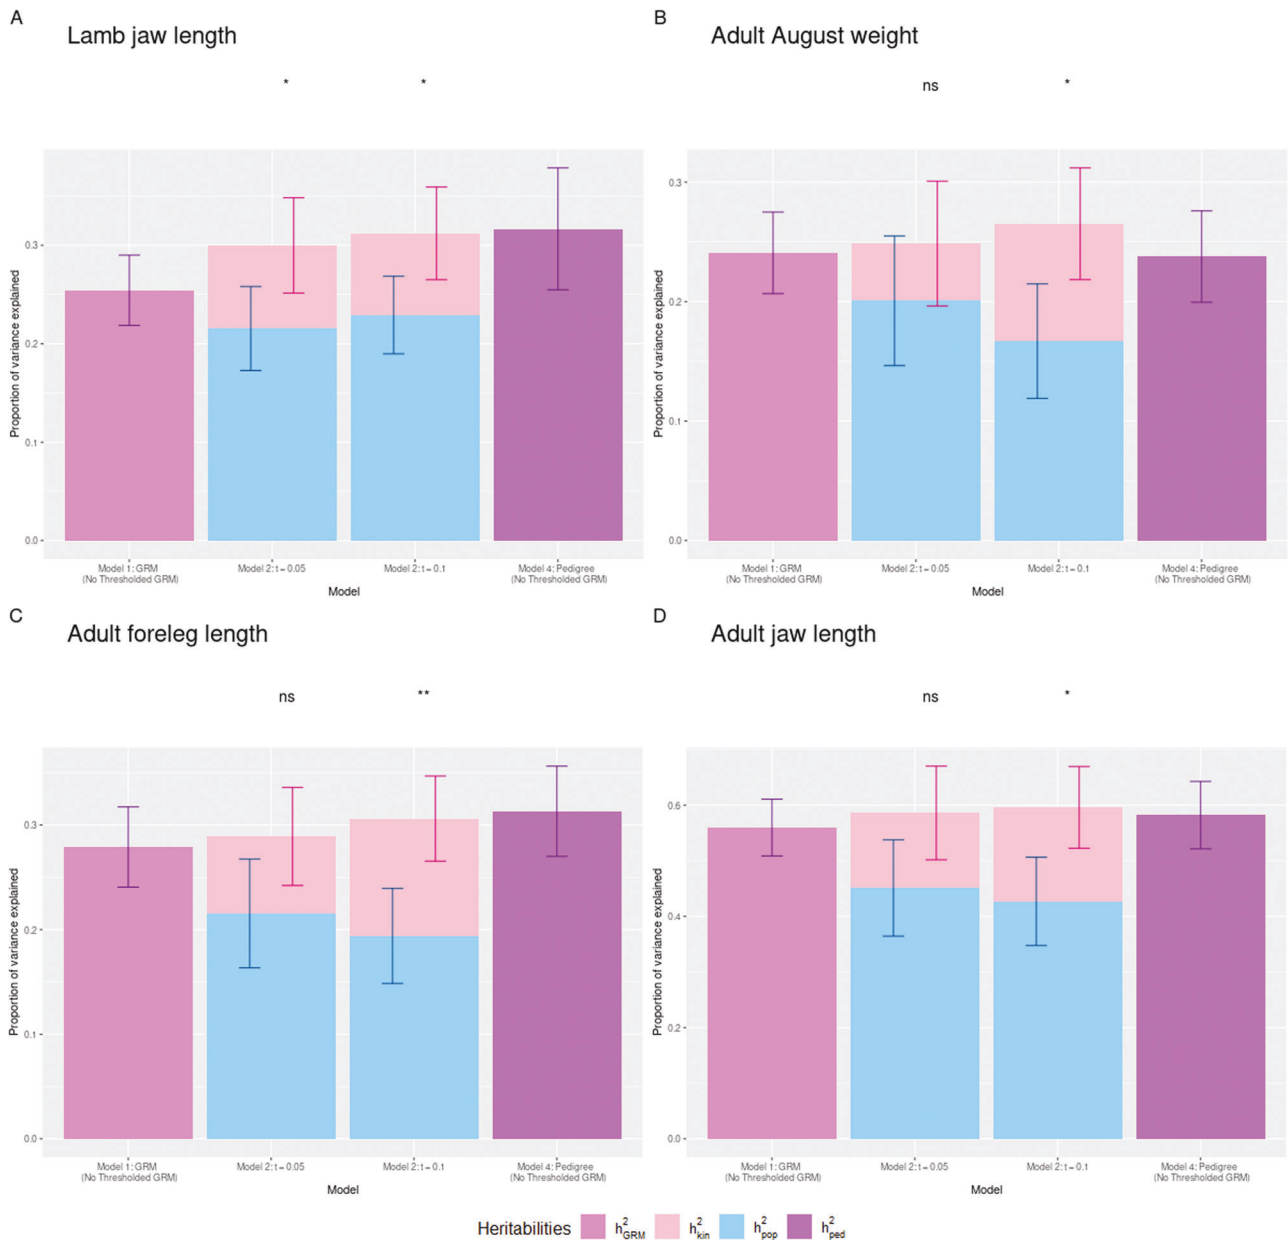 A
Lamb jaw length
* *
Proportion of variance explained
0.3
0.2
0.1
0.0
Model 1: GRM
(No Thresholded GRM)
Model 2: t = 0.05
Model 2: t = 0.1
Model 4: Pedigree
(No Thresholded GRM)
Model
B
Adult August weight
ns *
Proportion of variance explained
0.3
0.2
0.1
0.0
Model 1: GRM
(No Thresholded GRM)
Model 2: t = 0.05
Model 2: t = 0.1
Model 4: Pedigree
(No Thresholded GRM)
Model
C
Adult foreleg length
ns **
Proportion of variance explained
0.3
0.2
0.1
0.0
Model 1: GRM
(No Thresholded GRM)
Model 2: t = 0.05
Model 2: t = 0.1
Model 4: Pedigree
(No Thresholded GRM)
Model
D
Adult jaw length
ns *
Proportion of variance explained
0.6
0.4
0.2
0.0
Model 1: GRM
(No Thresholded GRM)
Model 2: t = 0.05
Model 2: t = 0.1
Model 4: Pedigree
(No Thresholded GRM)
Model
Heritabilities h²GRM h²kin h²pop h²ped